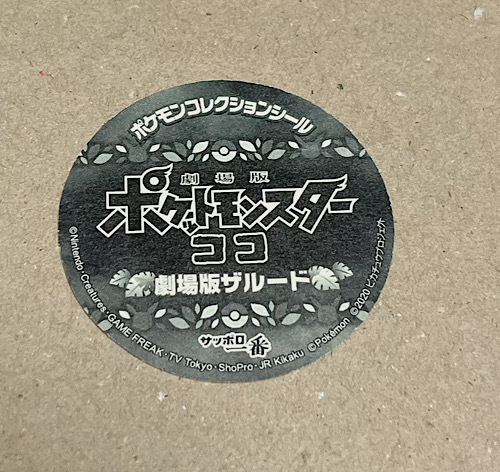 ポケモンコレクションシール
劇場版
ポケットモンスター
ココ
劇場版ザルード
サッポロ一番
©Nintendo・Creatures・GAME FREAK・TV Tokyo・ShoPro・JR Kikaku ©Pokémon
©2020 ピカチュウプロジェクト